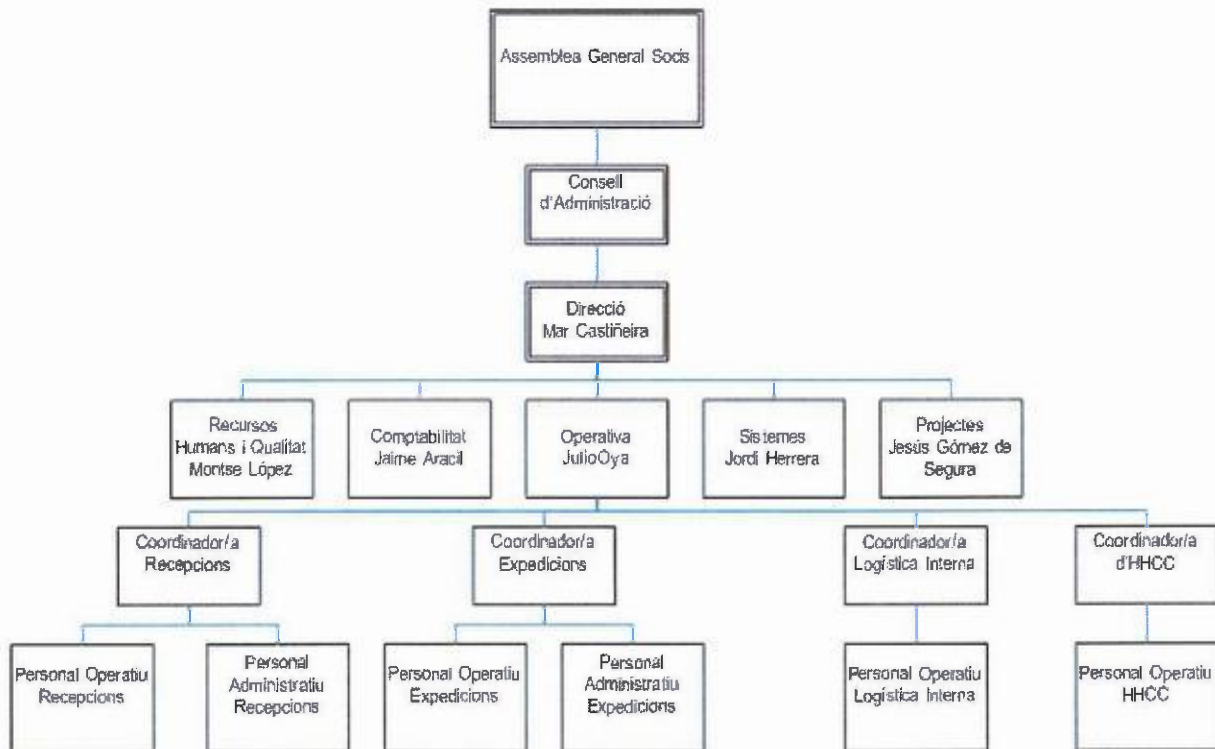 Assemblea General Socis
Consell
d'Administració
Direcció
Mar Castiñeira
Recursos
Humans i Qualitat
Montse López
Comptabilitat
Jaime Aracil
Operativa
JulioOya
Sistemes
Jordi Herrera
Projectes
Jesús Gómez de
Segura
Coordinador/a
Recepcions
Coordinador/a
Expedicions
Coordinador/a
Logística Interna
Coordinador/a
d'HHCC
Personal Operatiu
Recepcions
Personal
Administratiu
Recepcions
Personal Operatiu
Expedicions
Personal
Administratiu
Expedicions
Personal Operatiu
Logística Interna
Personal Operatiu
HHCC